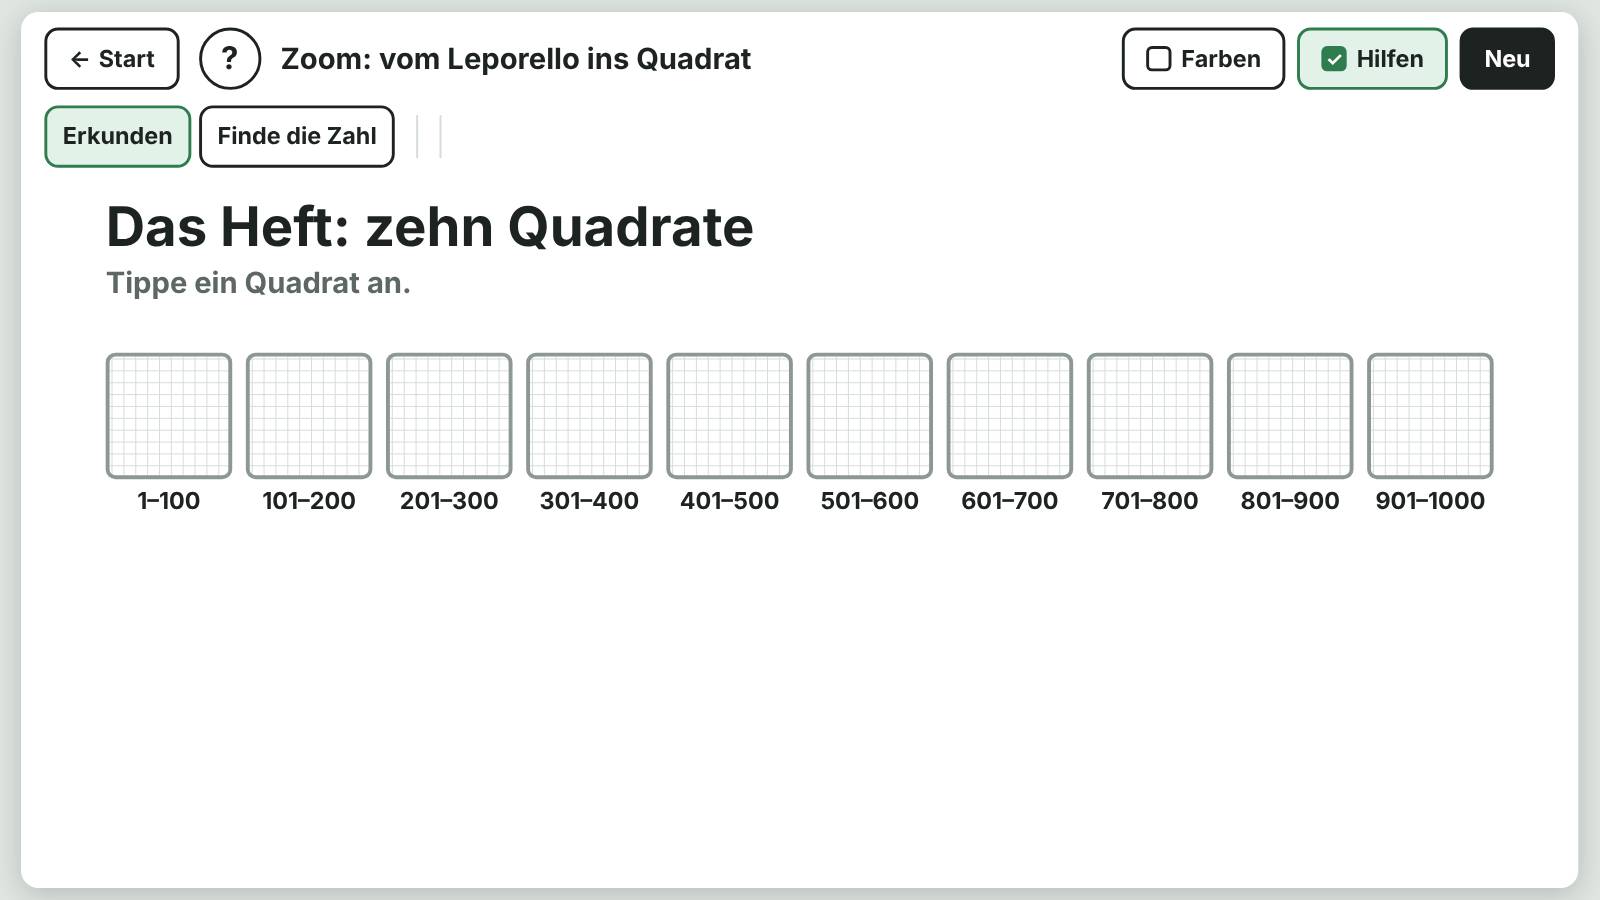 ← Start
?
Zoom: vom Leporello ins Quadrat
Farben
Hilfen
Neu
Erkunden
Finde die Zahl
Das Heft: zehn Quadrate
Tippe ein Quadrat an.
1–100
101–200
201–300
301–400
401–500
501–600
601–700
701–800
801–900
901–1000